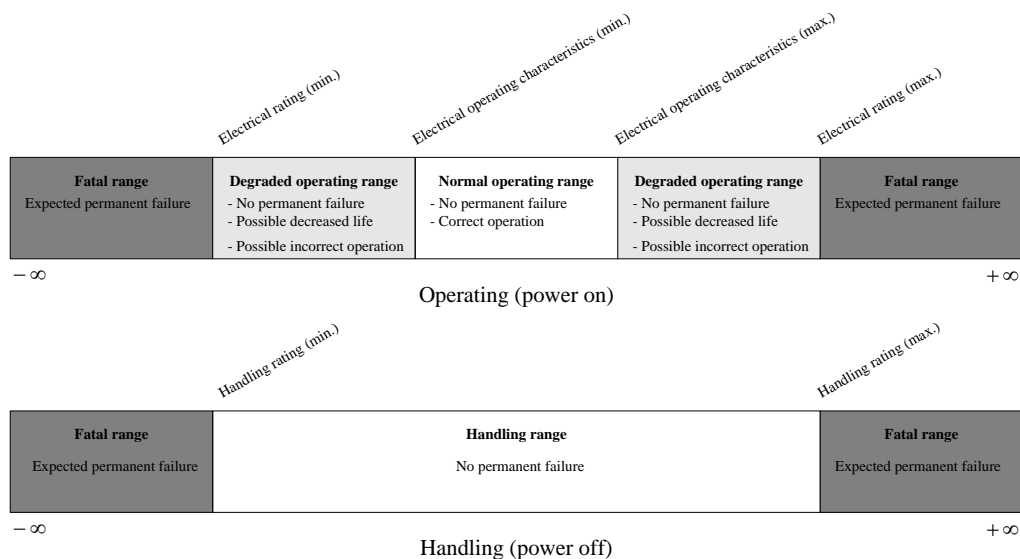 Electrical rating (min.)
Electrical operating characteristics (min.)
Electrical operating characteristics (max.)
Electrical rating (max.)
Fatal range
Expected permanent failure
Degraded operating range
- No permanent failure
- Possible decreased life
- Possible incorrect operation
Normal operating range
- No permanent failure
- Correct operation
Degraded operating range
- No permanent failure
- Possible decreased life
- Possible incorrect operation
Fatal range
Expected permanent failure
− ∞
+ ∞
Operating (power on)
Handling rating (min.)
Handling rating (max.)
Fatal range
Expected permanent failure
Handling range
No permanent failure
Fatal range
Expected permanent failure
− ∞
+ ∞
Handling (power off)